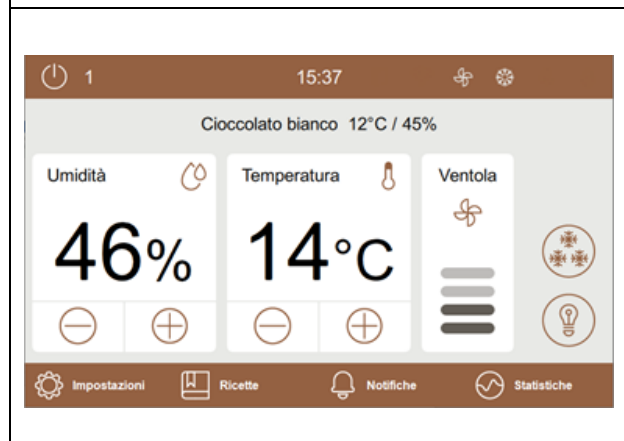 1 15:37
Cioccolato bianco 12°C / 45%
Umidità Temperatura Ventola
46% 14°C
Impostazioni Ricette Notifiche Statistiche